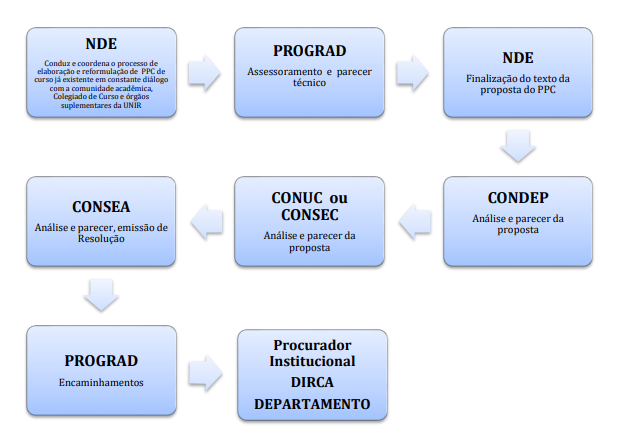 NDE
Conduz e coordena o processo de
elaboração e reformulação de PPC de
curso já existente em constante diálogo
com a comunidade acadêmica,
Colegiado de Curso e órgãos
suplementares da UNIR
PROGRAD
Assessoramento e parecer
técnico
NDE
Finalização do texto da
proposta do PPC
CONDEP
Análise e parecer da
proposta
CONUC ou
CONSEC
Análise e parecer da
proposta
CONSEA
Análise e parecer, emissão de
Resolução
PROGRAD
Encaminhamentos
Procurador
Institucional
DIRCA
DEPARTAMENTO